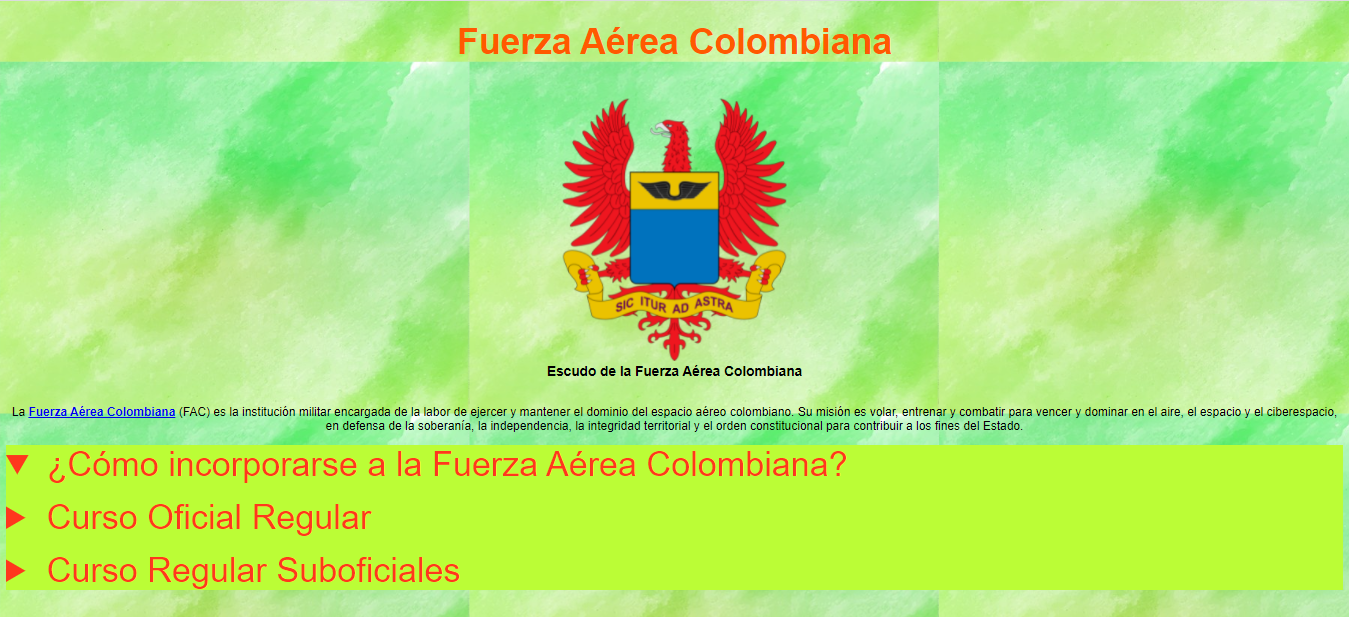 Fuerza Aérea Colombiana
SIC ITUR AD ASTRA
Escudo de la Fuerza Aérea Colombiana
La Fuerza Aérea Colombiana (FAC) es la institución militar encargada de la labor de ejercer y mantener el dominio del espacio aéreo colombiano. Su misión es volar, entrenar y combatir para vencer y dominar en el aire, el espacio y el ciberespacio,
en defensa de la soberanía, la independencia, la integridad territorial y el orden constitucional para contribuir a los fines del Estado.
¿Cómo incorporarse a la Fuerza Aérea Colombiana?
Curso Oficial Regular
Curso Regular Suboficiales